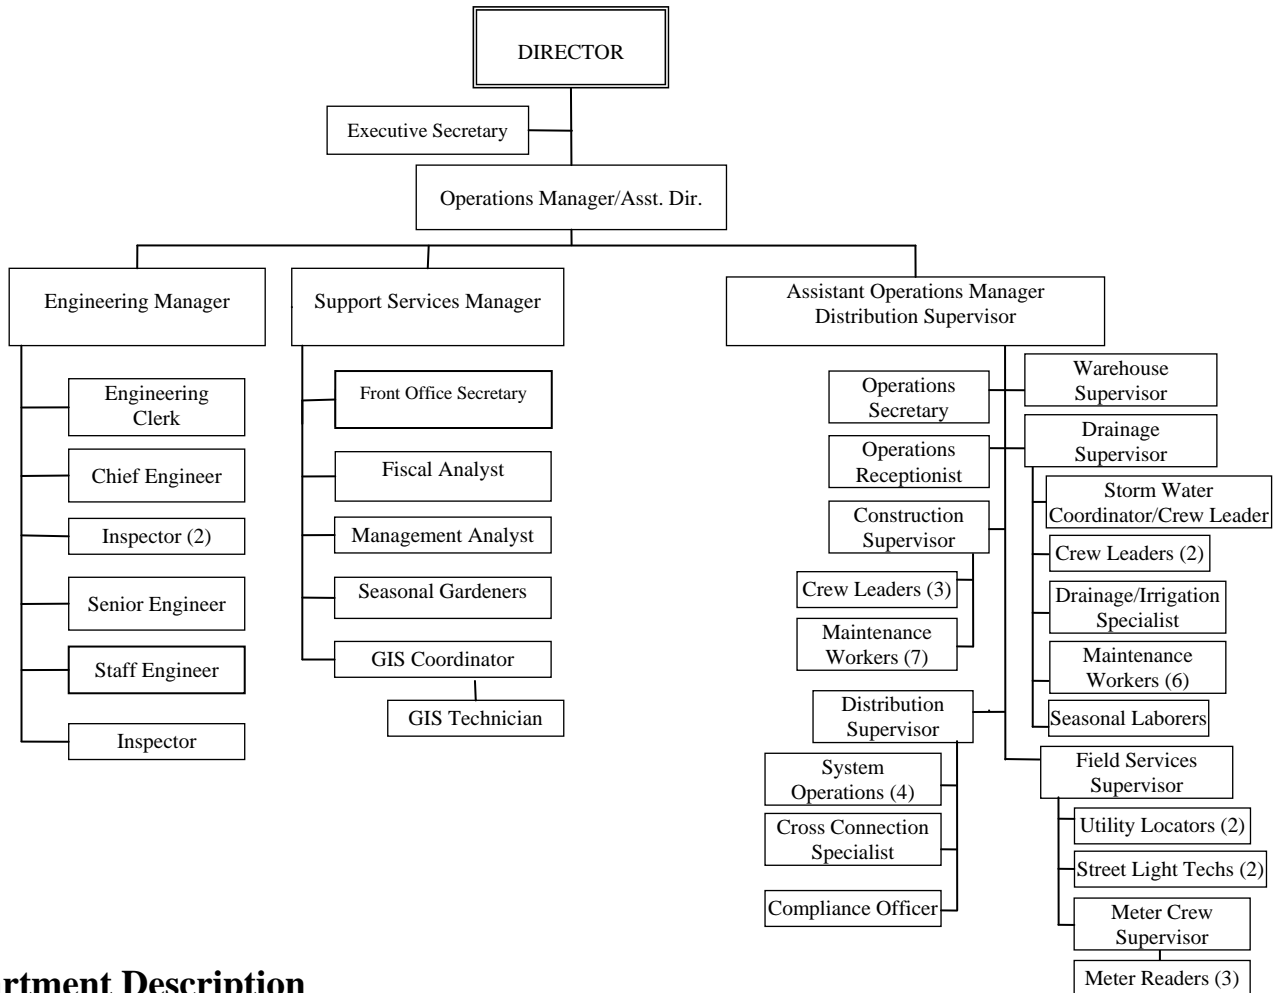 DIRECTOR
Executive Secretary
Operations Manager/Asst. Dir.
Engineering Manager
Engineering
Clerk
Chief Engineer
Inspector (2)
Senior Engineer
Staff Engineer
Inspector
Support Services Manager
Front Office Secretary
Fiscal Analyst
Management Analyst
Seasonal Gardeners
GIS Coordinator
GIS Technician
Assistant Operations Manager
Distribution Supervisor
Operations
Secretary
Operations
Receptionist
Construction
Supervisor
Crew Leaders (3)
Maintenance
Workers (7)
Distribution
Supervisor
System
Operations (4)
Cross Connection
Specialist
Compliance Officer
Warehouse
Supervisor
Drainage
Supervisor
Storm Water
Coordinator/Crew Leader
Crew Leaders (2)
Drainage/Irrigation
Specialist
Maintenance
Workers (6)
Seasonal Laborers
Field Services
Supervisor
Utility Locators (2)
Street Light Techs (2)
Meter Crew
Supervisor
Meter Readers (3)
artment Description